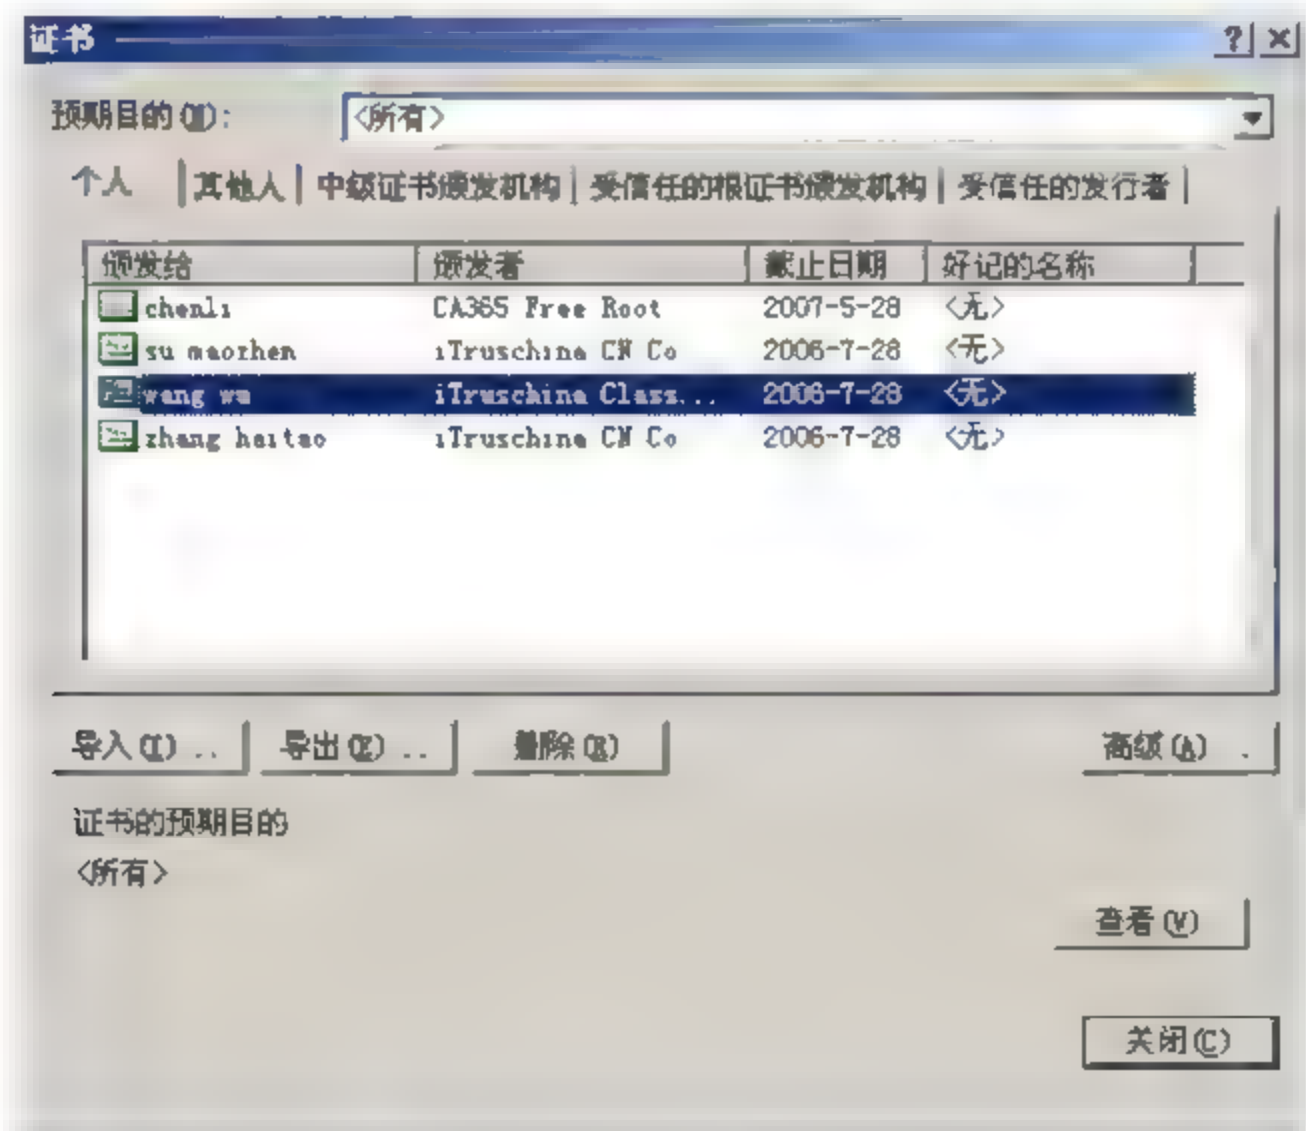 证书
预期目的(N): <所有>
个人 其他人 中级证书颁发机构 受信任的根证书颁发机构 受信任的发行者
颁发给 颁发者 截止日期 好记的名称
chenli CA365 Free Root 2007-5-28 <无>
su maozhen iTruschina CN Co 2006-7-28 <无>
wang wu iTruschina Class... 2006-7-28 <无>
zhang haitao iTruschina CN Co 2006-7-28 <无>
导入(I)... 导出(E)... 删除(R) 高级(A)...
证书的预期目的
<所有>
查看(V)
关闭(C)